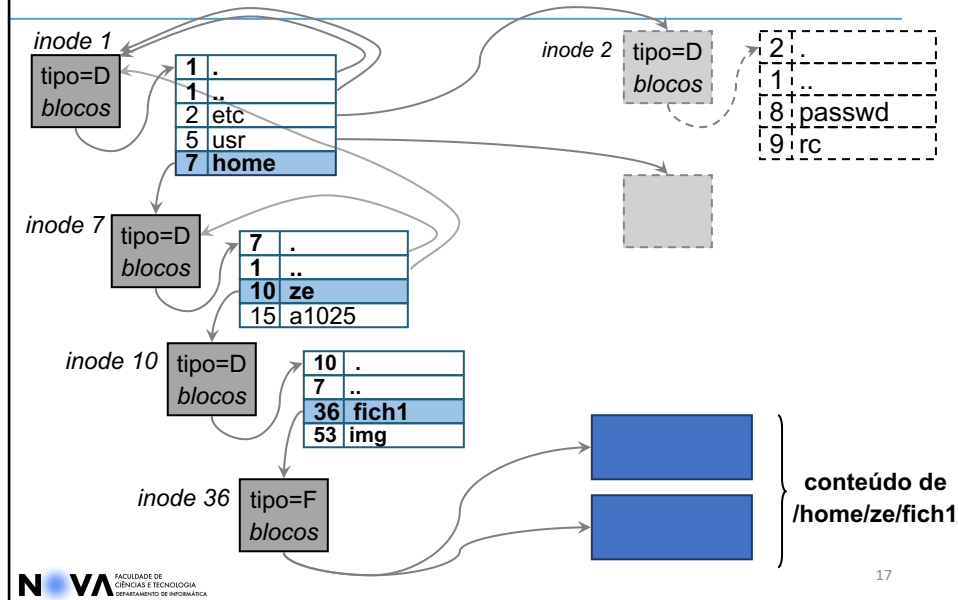 inode 1
tipo=D
blocos
1 .
1 ..
2 etc
5 usr
7 home
inode 2
tipo=D
blocos
2 .
1 ..
8 passwd
9 rc
inode 7
tipo=D
blocos
7 .
1 ..
10 ze
15 a1025
inode 10
tipo=D
blocos
10 .
7 ..
36 fich1
53 img
inode 36
tipo=F
blocos
conteúdo de
/home/ze/fich1
NOVA
FACULDADE DE
CIÊNCIAS E TECNOLOGIA
DEPARTAMENTO DE INFORMÁTICA
17